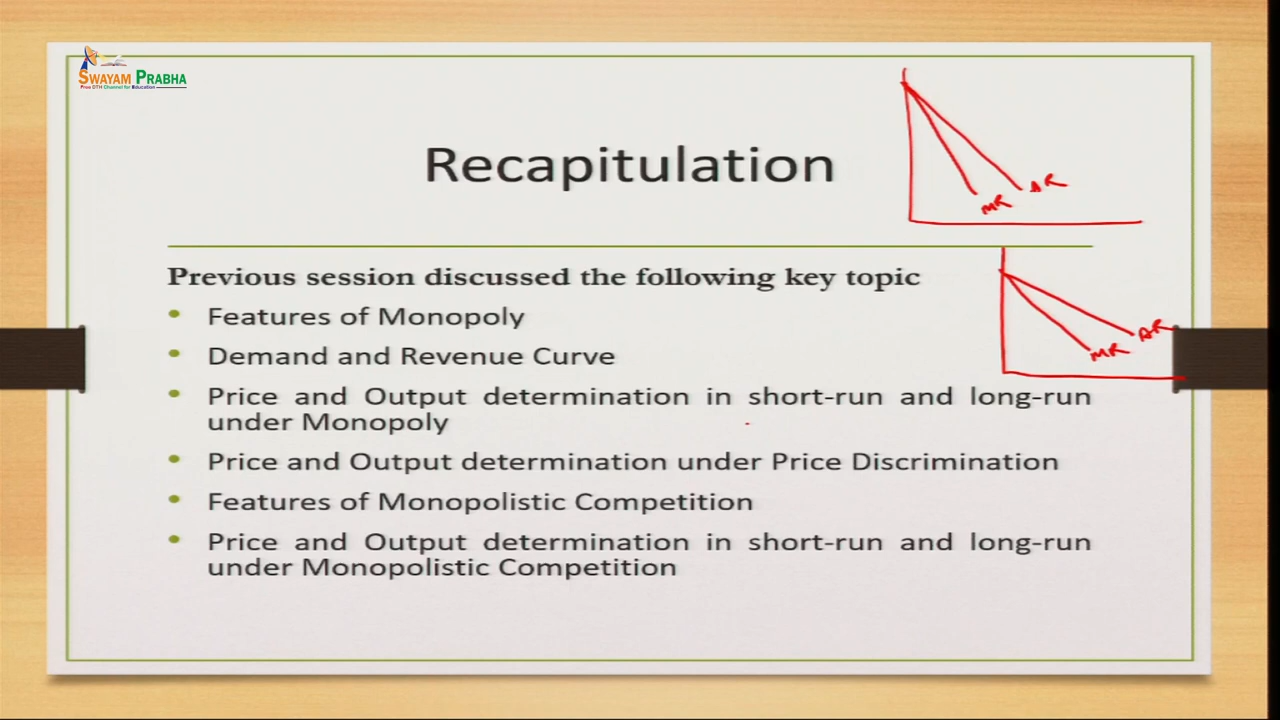 SWAYAM PRABHA
Free DTH Channel for Education
Recapitulation
MR
AR
Previous session discussed the following key topic
• Features of Monopoly
• Demand and Revenue Curve
MR
AR
• Price and Output determination in short-run and long-run
under Monopoly
• Price and Output determination under Price Discrimination
• Features of Monopolistic Competition
• Price and Output determination in short-run and long-run
under Monopolistic Competition